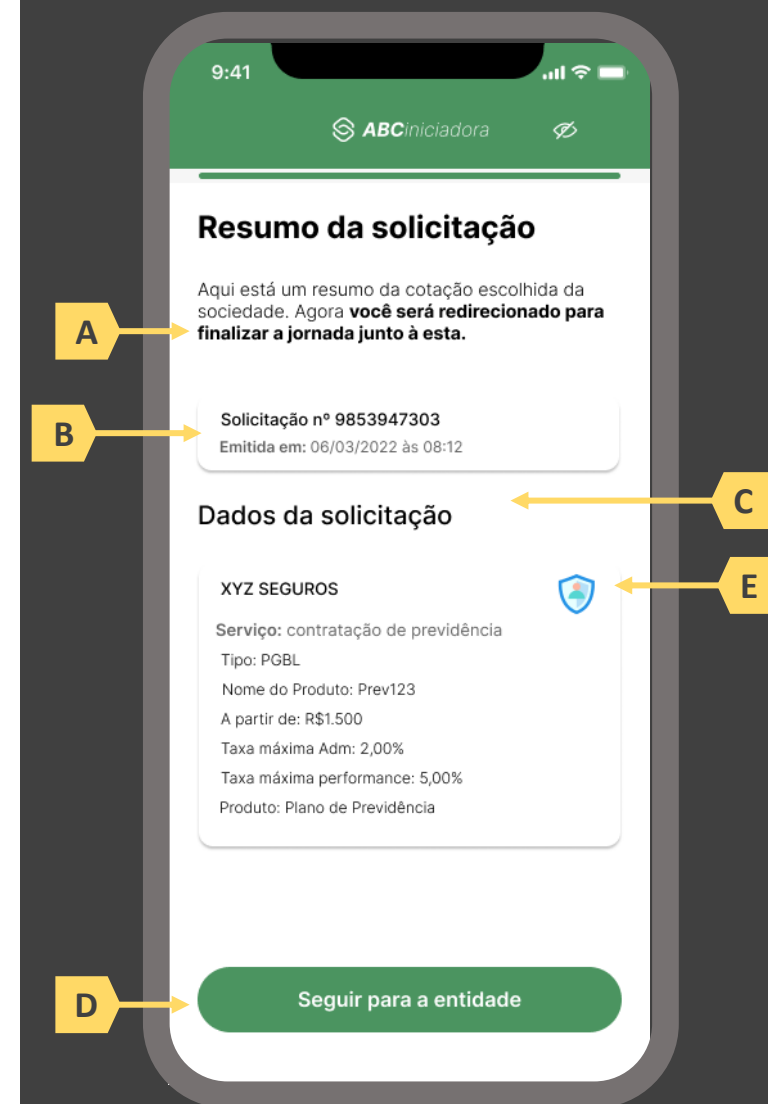 9:41
ABCiniciadora
Resumo da solicitação
Aqui está um resumo da cotação escolhida da
sociedade. Agora você será redirecionado para
finalizar a jornada junto à esta.
A
Solicitação nº 9853947303
Emitida em: 06/03/2022 às 08:12
B
C
Dados da solicitação
E
XYZ SEGUROS
Serviço: contratação de previdência
Tipo: PGBL
Nome do Produto: Prev123
A partir de: R$1.500
Taxa máxima Adm: 2,00%
Taxa máxima performance: 5,00%
Produto: Plano de Previdência
D
Seguir para a entidade